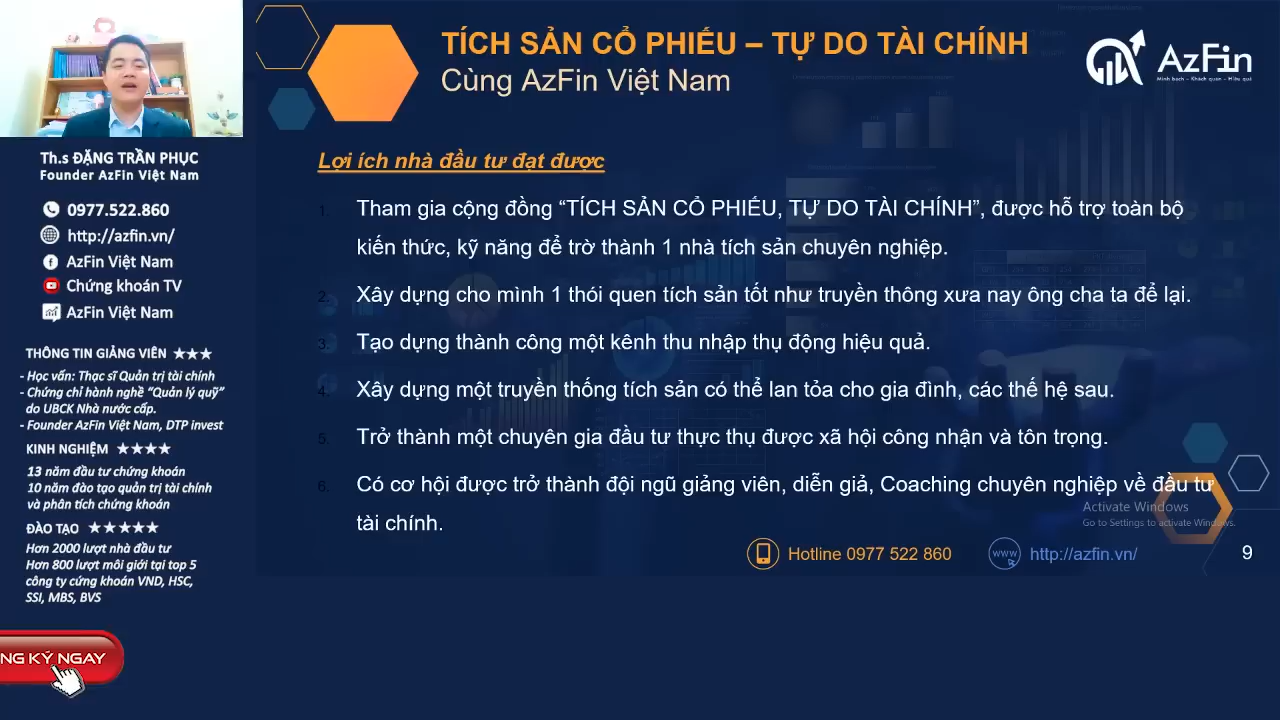 TÍCH SẢN CỔ PHIẾU – TỰ DO TÀI CHÍNH
Cùng AzFin Việt Nam
AzFin
Minh bạch - Khách quan - Hiệu quả
Th.s ĐẶNG TRẦN PHỤC
Founder AzFin Việt Nam
0977.522.860
http://azfin.vn/
AzFin Việt Nam
Chứng khoán TV
AzFin Việt Nam
THÔNG TIN GIẢNG VIÊN ★★★
- Học vấn: Thạc sĩ Quản trị tài chính
- Chứng chỉ hành nghề “Quản lý quỹ”
do UBCK Nhà nước cấp.
- Founder AzFin Việt Nam, DTP invest
KINH NGHIỆM ★★★★
13 năm đầu tư chứng khoán
10 năm đào tạo quản trị tài chính
và phân tích chứng khoán
ĐÀO TẠO ★★★★★
Hơn 2000 lượt nhà đầu tư
Hơn 800 lượt môi giới tại top 5
công ty cứng khoán VND, HSC,
SSI, MBS, BVS
NG KÝ NGAY
Lợi ích nhà đầu tư đạt được
1. Tham gia cộng đồng “TÍCH SẢN CỎ PHIẾU, TỰ DO TÀI CHÍNH”, được hỗ trợ toàn bộ
kiến thức, kỹ năng để trờ thành 1 nhà tích sản chuyên nghiệp.
2. Xây dựng cho mình 1 thói quen tích sản tốt như truyền thông xưa nay ông cha ta để lại.
3. Tạo dựng thành công một kênh thu nhập thụ động hiệu quả.
4. Xây dựng một truyền thống tích sản có thể lan tỏa cho gia đình, các thế hệ sau.
5. Trở thành một chuyên gia đầu tư thực thụ được xã hội công nhận và tôn trọng.
6. Có cơ hội được trở thành đội ngũ giảng viên, diễn giả, Coaching chuyên nghiệp về đầu tư
tài chính.
Activate Windows
Go to Settings to activate Windows.
Hotline 0977 522 860
www
http://azfin.vn/
9